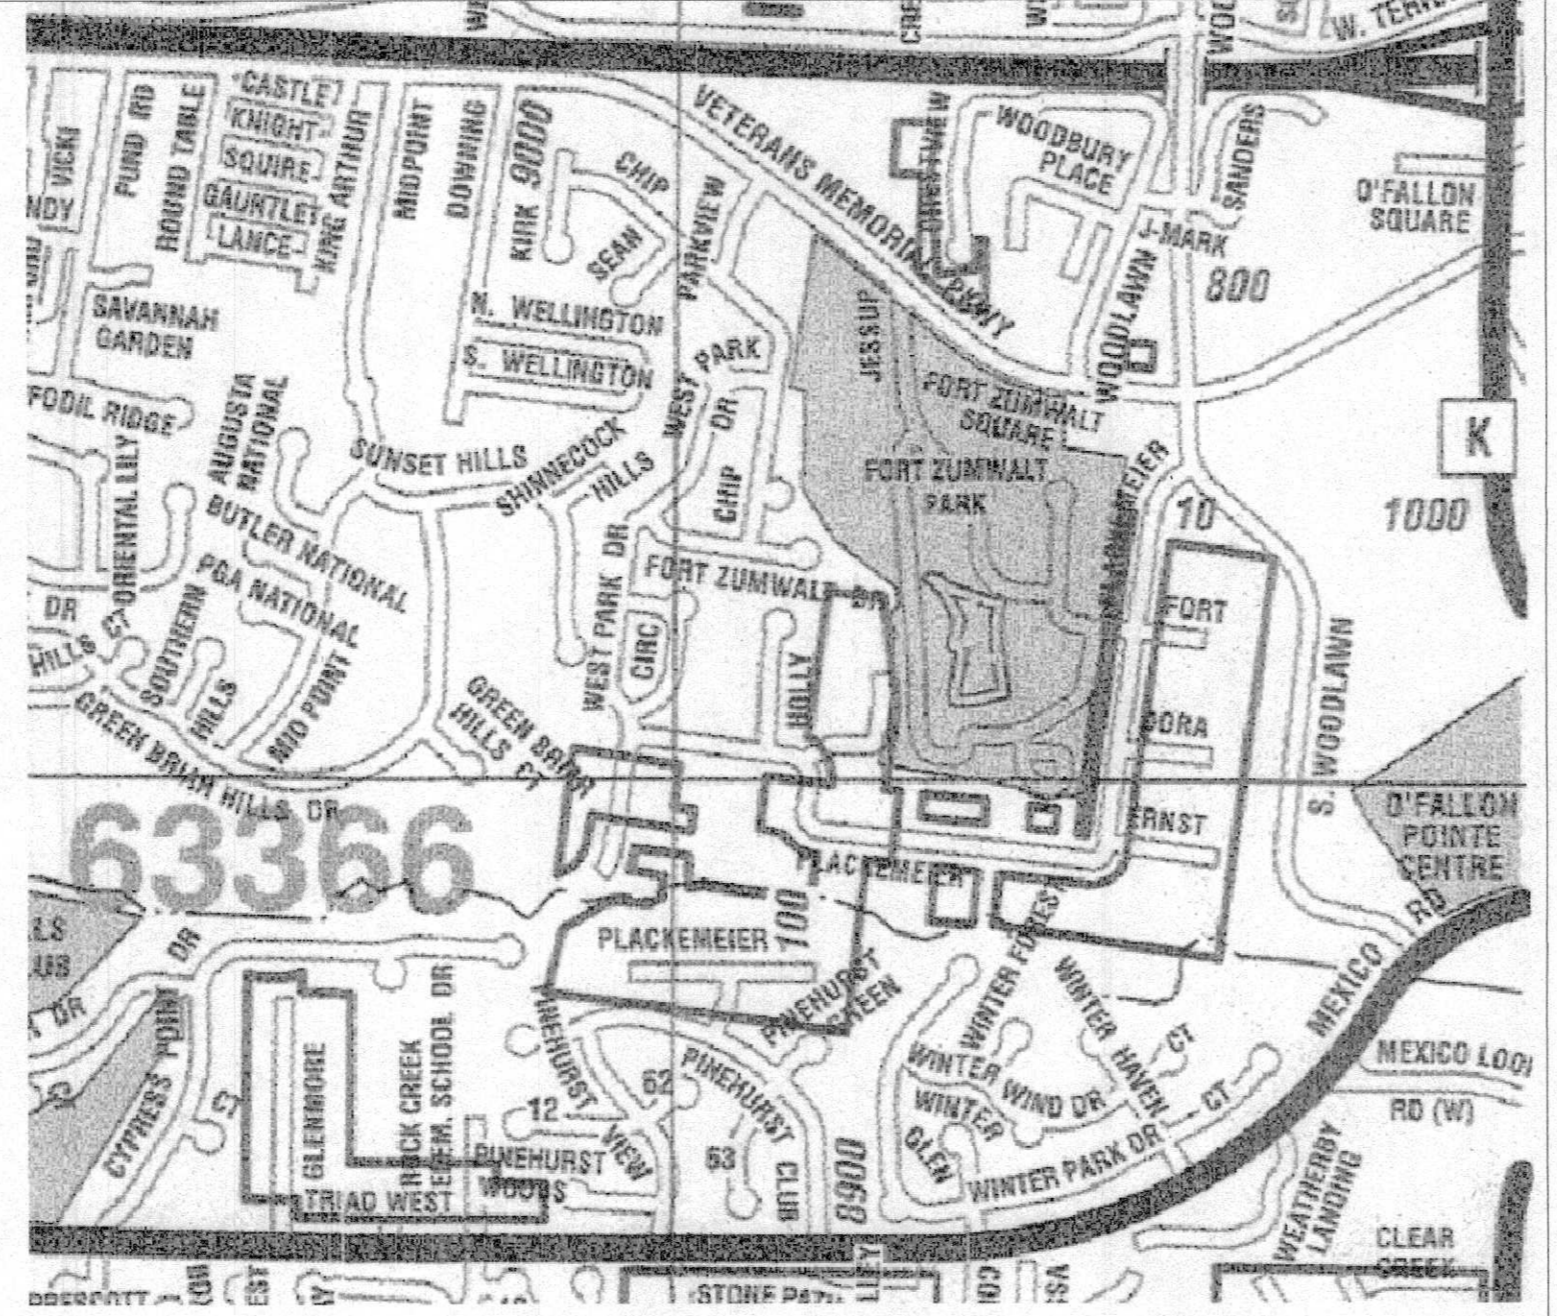 W. TERRA
CASTLE
KNIGHT
SQUIRE
GAUNTLET
LANCE
VICKI
PUND RD
ROUND TABLE
KING ARTHUR
MIDPOINT
DOWNING
KIRK 9000
CHIP
SEAN
PARKVIEW
VETERANS MEMORIAL PKWY
WOODBURY
PLACE
SANDERS
O'FALLON
SQUARE
J-MARK
800
WOODLAWN
SAVANNAH
GARDEN
N. WELLINGTON
S. WELLINGTON
WEST PARK
DR
JESSUP
FORT ZUMWALT
SQUARE
FORT ZUMWALT
PARK
K
1000
10
FODIL RIDGE
AUGUSTA
NATIONAL
ORIENTAL LILY
SUNSET HILLS
SHINNECOCK
HILLS
CHIP
BUTLER NATIONAL
PGA NATIONAL
SOUTHERN
HILLS
MID POINT
WEST PARK DR
FORT ZUMWALT DR
CIRC
HOLLY
FORT
DORA
ERNST
S. WOODLAWN
DR
HILLS CT
GREEN BRIAR HILLS DR
GREEN BRIAR
HILLS CT
63366
PLACKEMEIER
O'FALLON
POINTE
CENTRE
PLACKEMEIER
100
PINEHURST
GREEN
WINTER FOREST
WINTER HAVEN
CT
MEXICO RD
MEXICO LOOP
RD (W)
DR
CYPRESS POINT
CT
GLENMORE
ROCK CREEK
ELEM. SCHOOL DR
TRIAD WEST
PINEHURST
VIEW
12
62
63
PINEHURST
WOODS
PINEHURST CLUB
8900
WINTER WIND DR
WINTER
GLEN
WINTER PARK DR
CT
WEATHERBY
LANDING
CLEAR
CREEK
PRESCOTT
STONE PATH